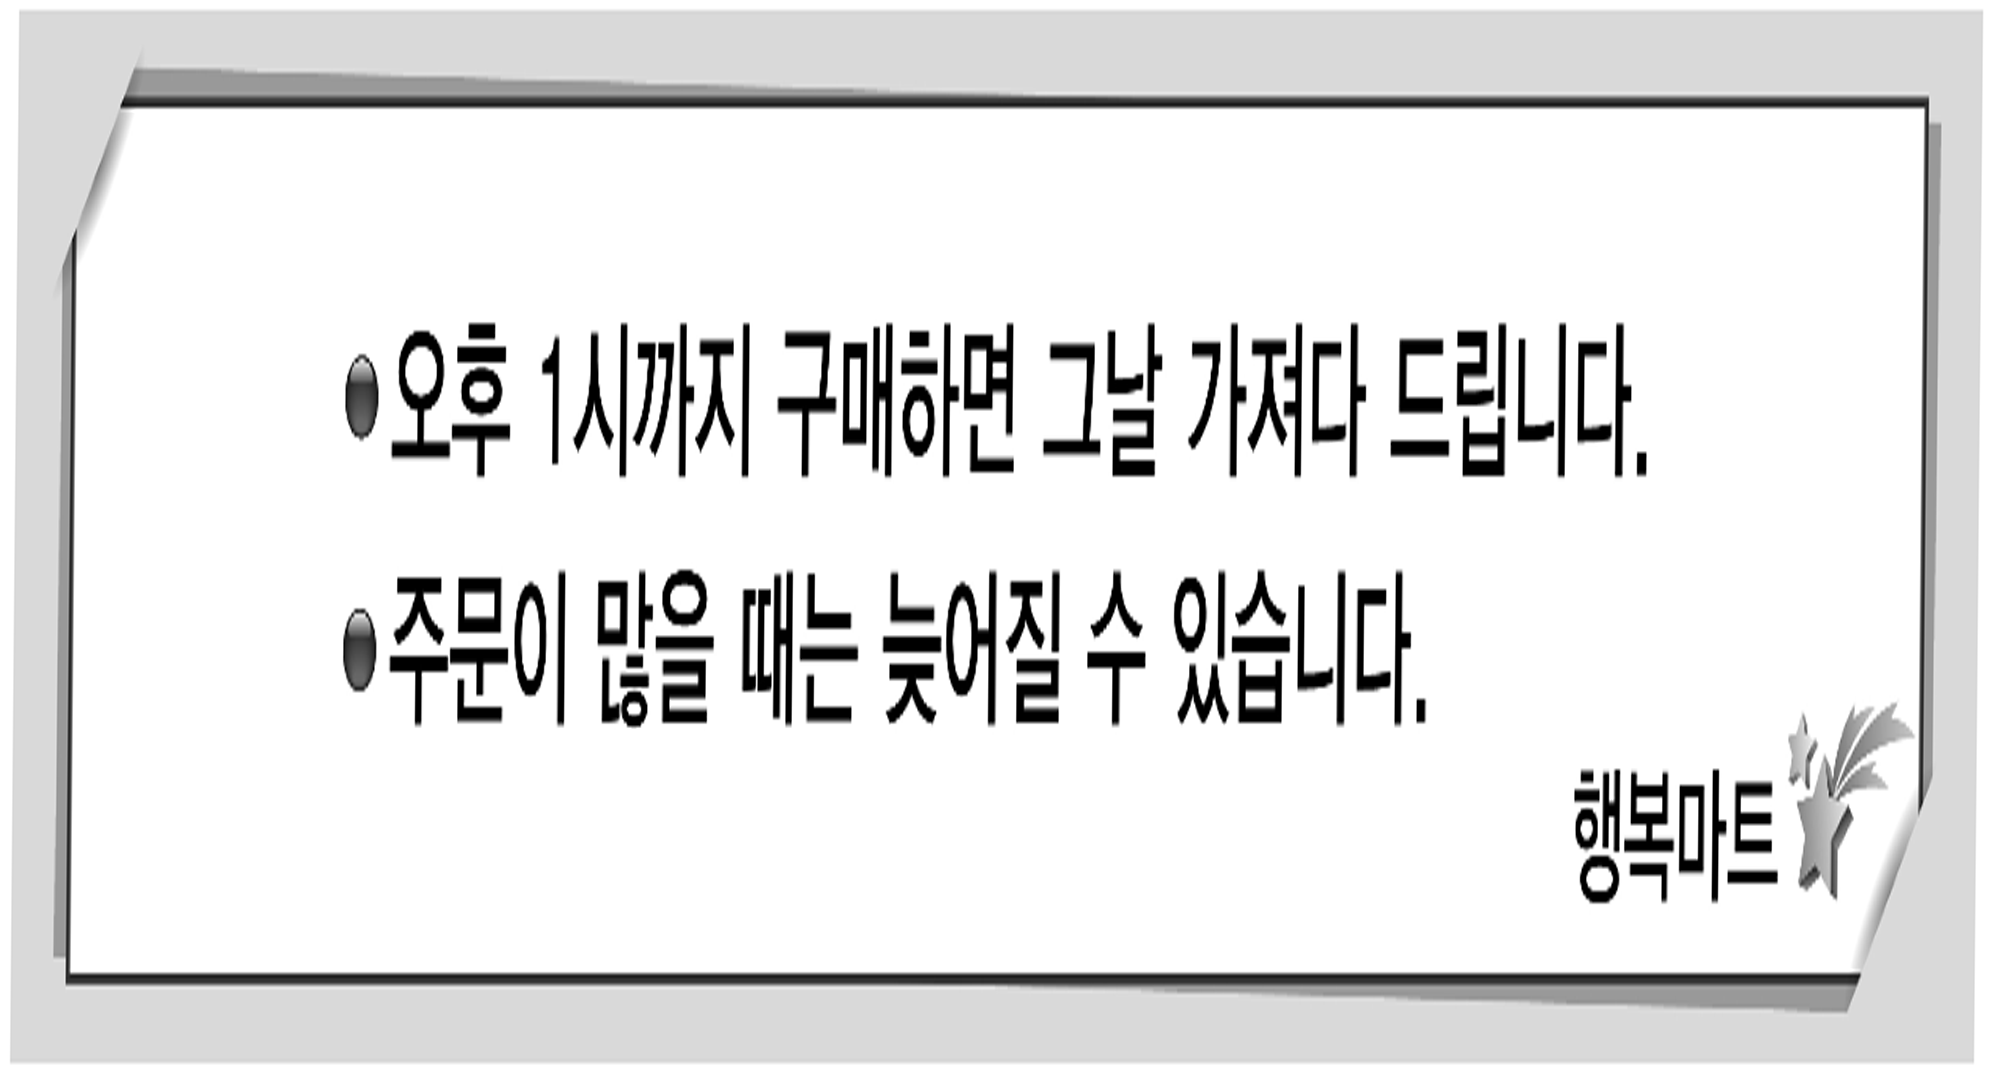 ● 오후 1시까지 구매하면 그날 가져다 드립니다.
● 주문이 많을 때는 늦어질 수 있습니다.
행복마트